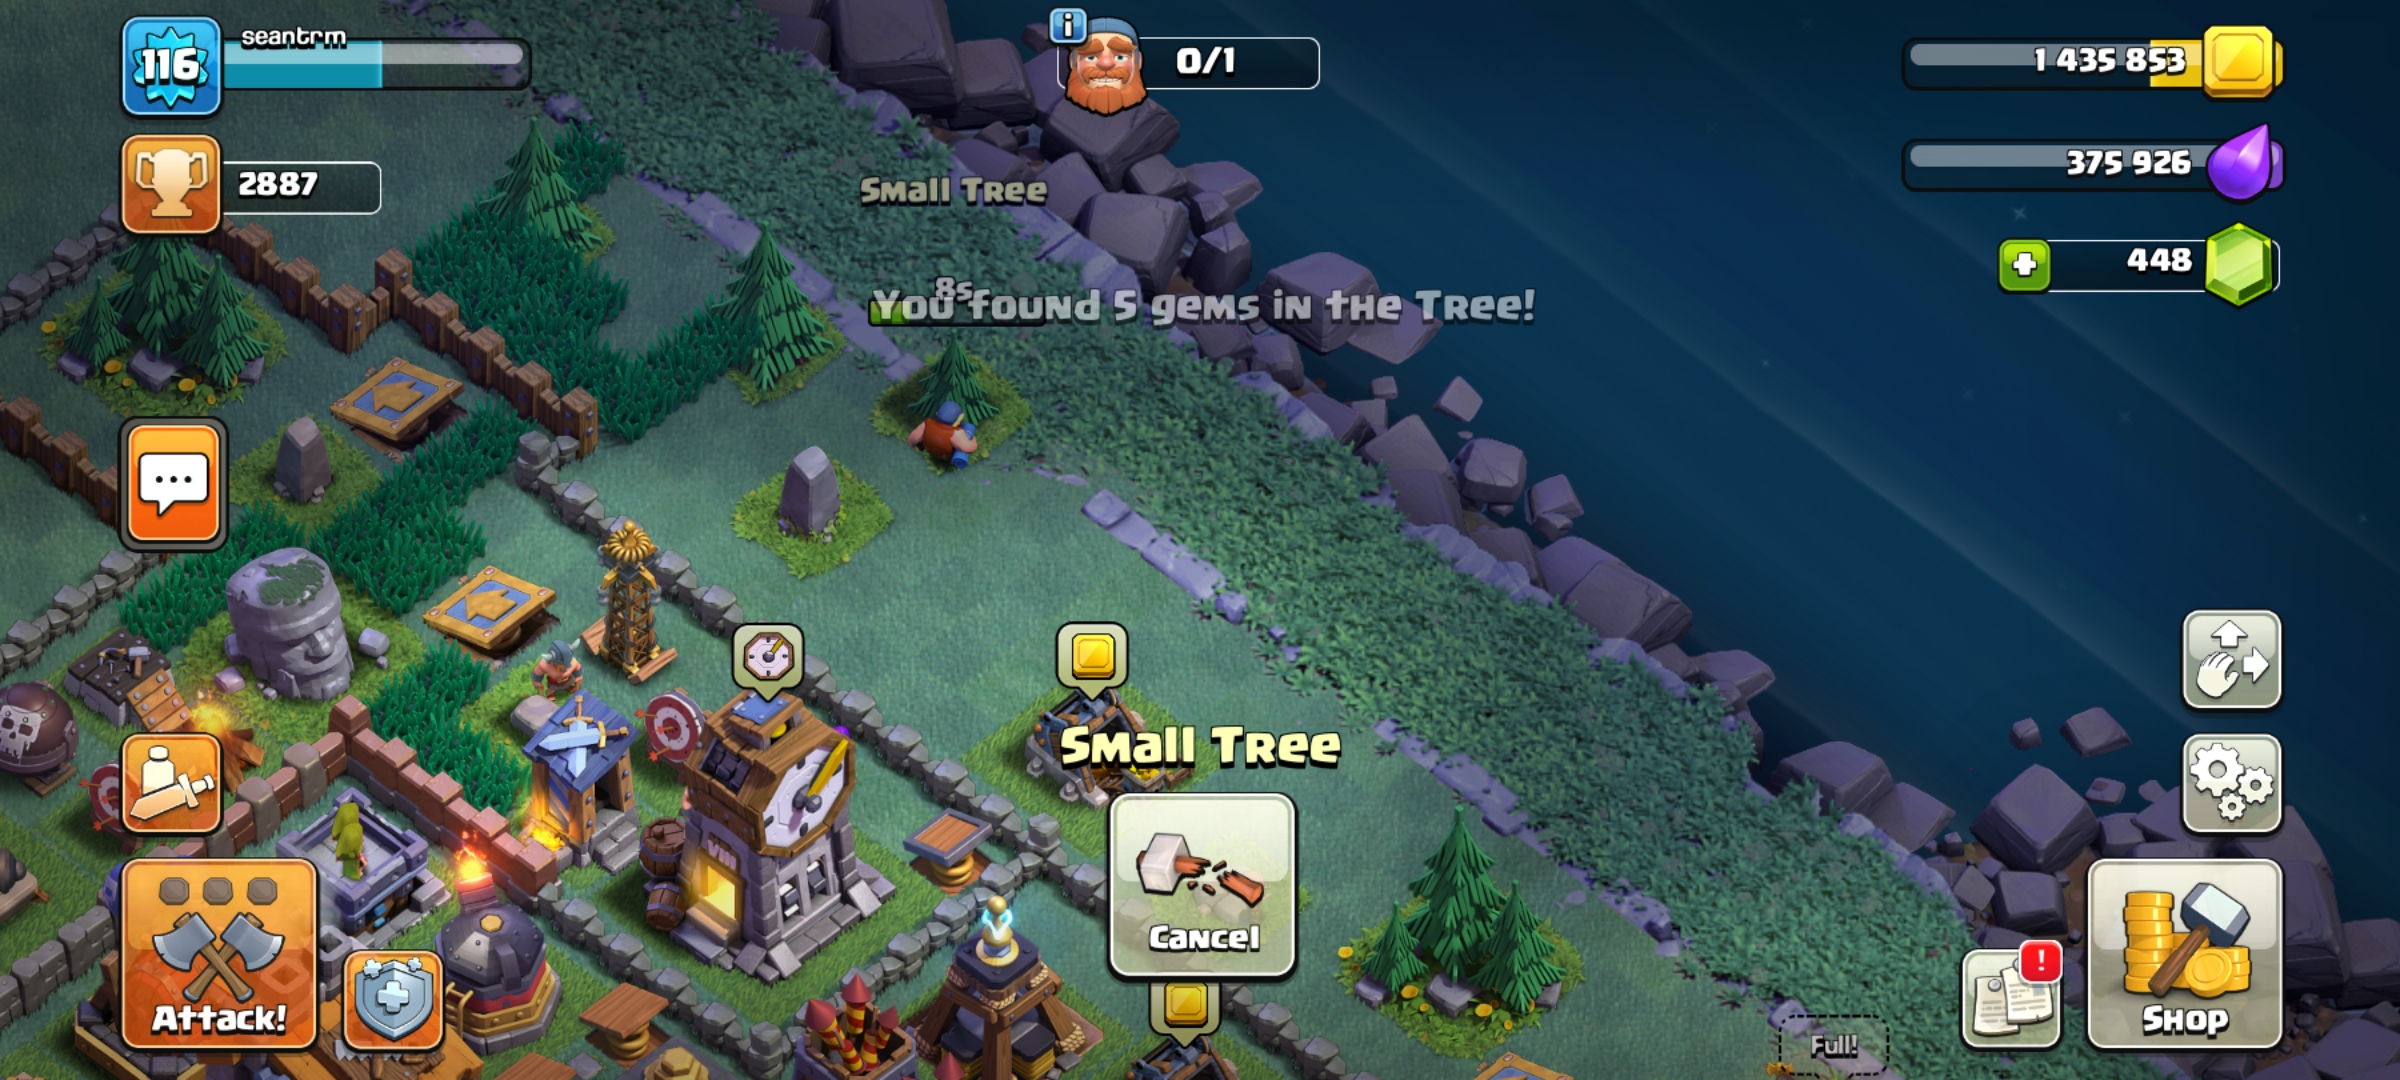 116
seantrm
i
0/1
1 435 853
2887
375 926
Small Tree
448
8s
You found 5 gems in the Tree!
Small Tree
VIII
Cancel
Attack!
!
Shop
Full!